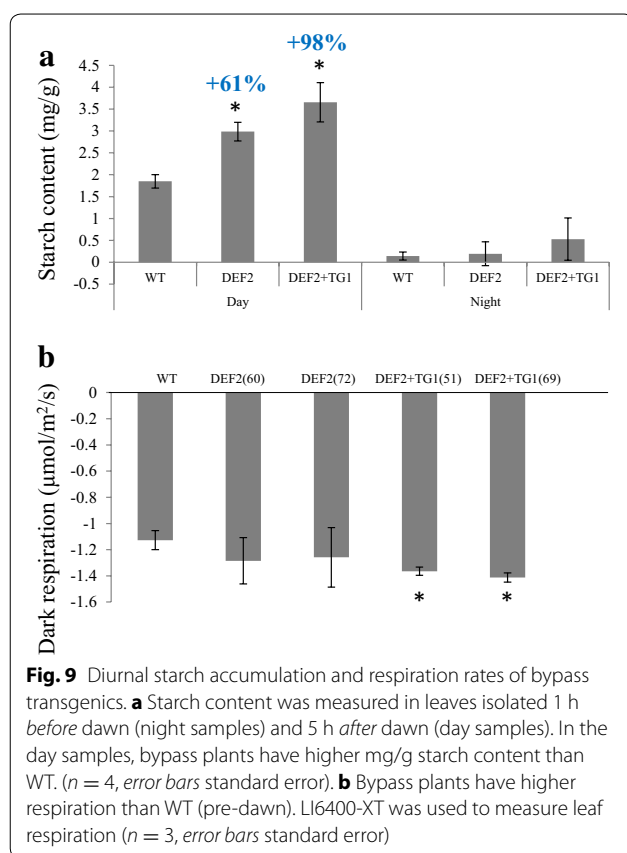 a
+98%
+61%
*
*
Starch content (mg/g)
4.5
4
3.5
3
2.5
2
1.5
1
0.5
0
-0.5
WT DEF2 DEF2+TG1 WT DEF2 DEF2+TG1
Day Night
b
WT DEF2(60) DEF2(72) DEF2+TG1(51) DEF2+TG1(69)
Dark respiration (µmol/m²/s)
0
-0.2
-0.4
-0.6
-0.8
-1
-1.2
-1.4
-1.6
* *
Fig. 9 Diurnal starch accumulation and respiration rates of bypass
transgenics. a Starch content was measured in leaves isolated 1 h
before dawn (night samples) and 5 h after dawn (day samples). In the
day samples, bypass plants have higher mg/g starch content than
WT. (n = 4, error bars standard error). b Bypass plants have higher
respiration than WT (pre-dawn). LI6400-XT was used to measure leaf
respiration (n = 3, error bars standard error)